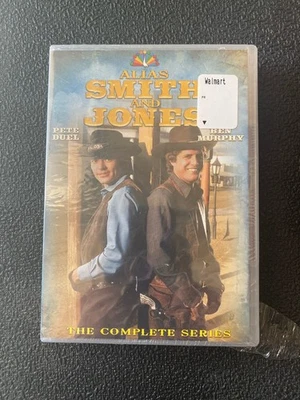 ALIAS
SMITH
AND
JONES
Walmart
PETE
DUEL
BEN
MURPHY
THE COMPLETE SERIES